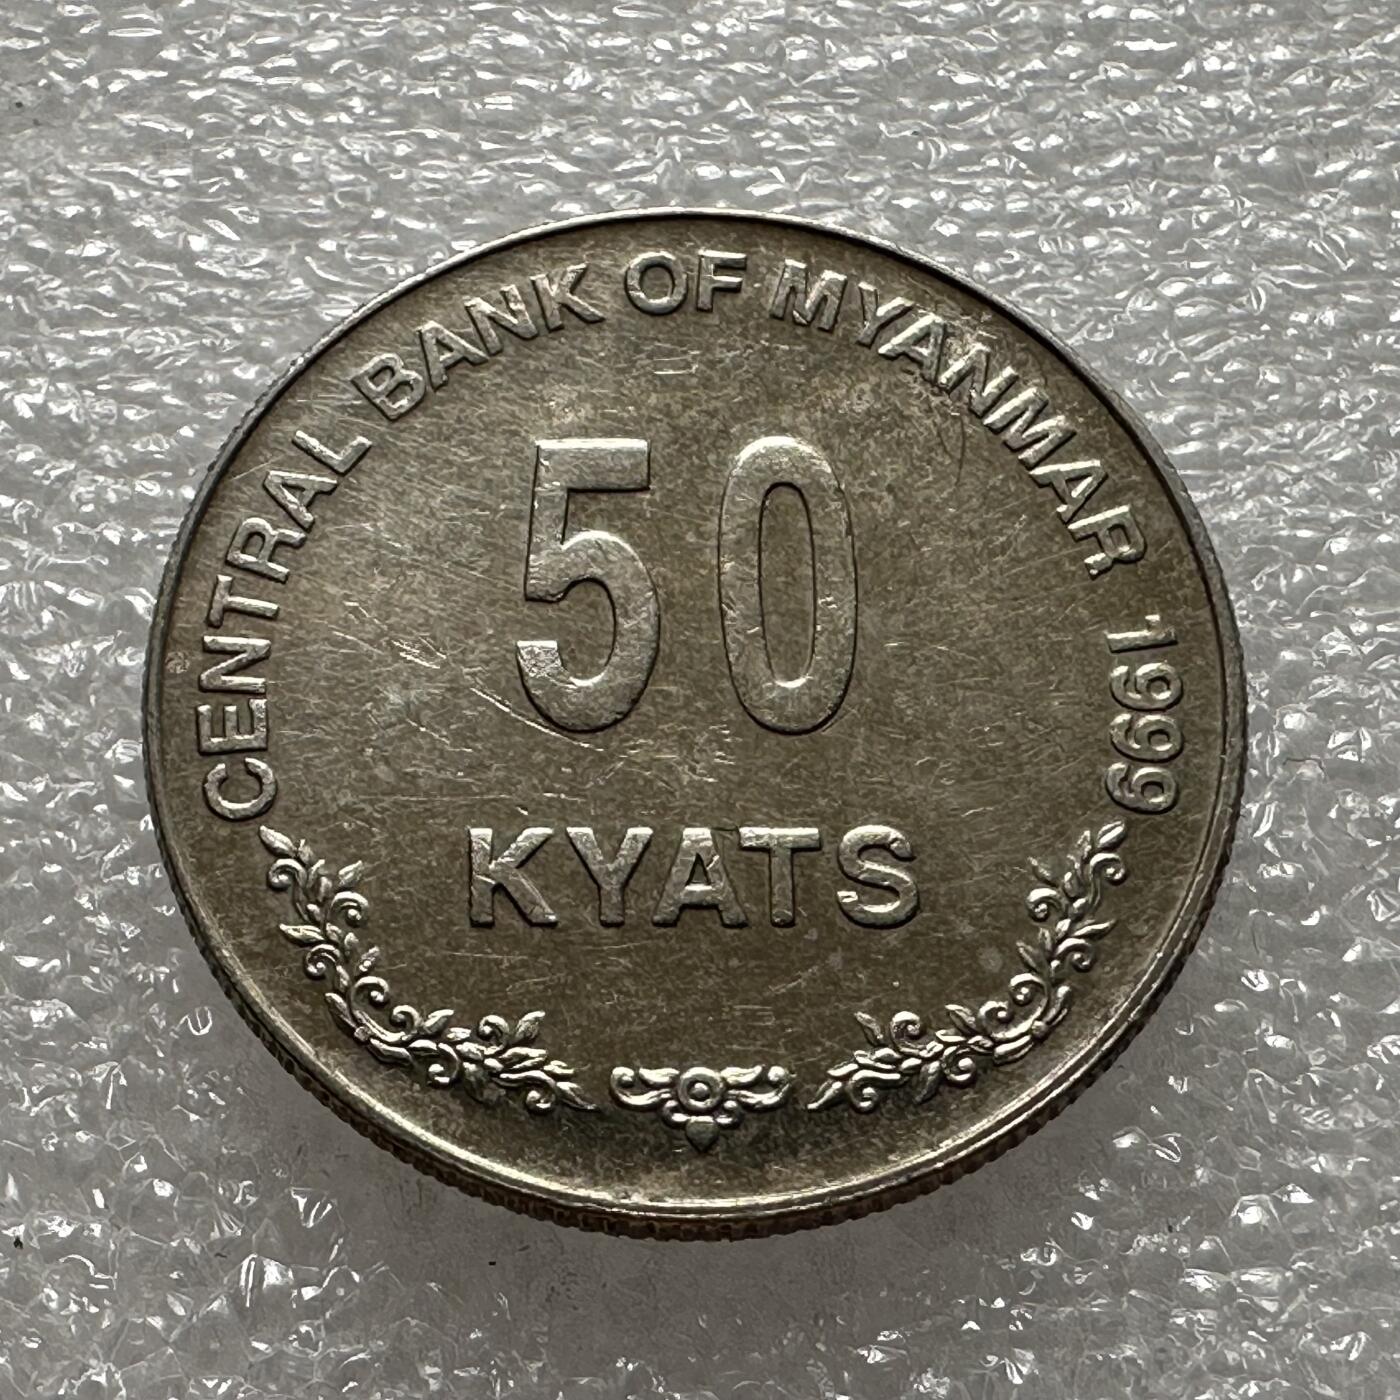 CENTRAL BANK OF MYANMAR 1999
50
KYATS